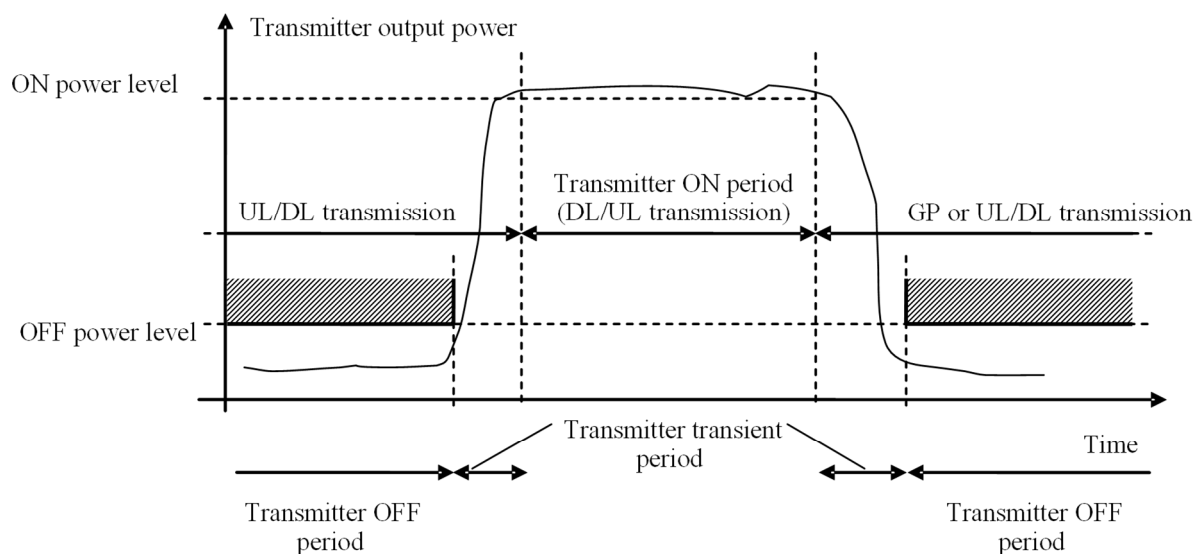 Transmitter output power
ON power level
Transmitter ON period
(DL/UL transmission)
UL/DL transmission
GP or UL/DL transmission
OFF power level
Transmitter transient
period
Time
Transmitter OFF
period
Transmitter OFF
period